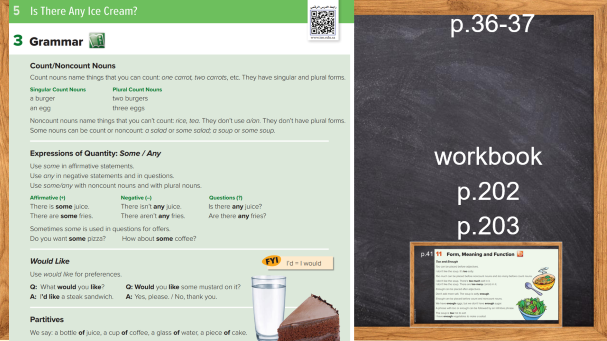 5 Is There Any Ice Cream?
3 Grammar
Count/Noncount Nouns
Count nouns name things that you can count: one carrot, two carrots, etc. They have singular and plural forms.
Singular Count Nouns Plural Count Nouns
a burger two burgers
an egg three eggs
Noncount nouns name things that you can't count: rice, tea. They don't use a/an. They don't have plural forms.
Some nouns can be count or noncount: a salad or some salad; a soup or some soup.
Expressions of Quantity: Some / Any
Use some in affirmative statements.
Use any in negative statements and in questions.
Use some/any with noncount nouns and with plural nouns.
Affirmative (+) Negative (–) Questions (?)
There is some juice. There isn't any juice. Is there any juice?
There are some fries. There aren't any fries. Are there any fries?
Sometimes some is used in questions for offers.
Do you want some pizza? How about some coffee?
Would Like
FYI I'd = I would
Use would like for preferences.
Q: What would you like? Q: Would you like some mustard on it?
A: I'd like a steak sandwich. A: Yes, please. / No, thank you.
Partitives
We say: a bottle of juice, a cup of coffee, a glass of water, a piece of cake.
p.36-37
workbook
p.202
p.203
p.41 11 Form, Meaning and Function